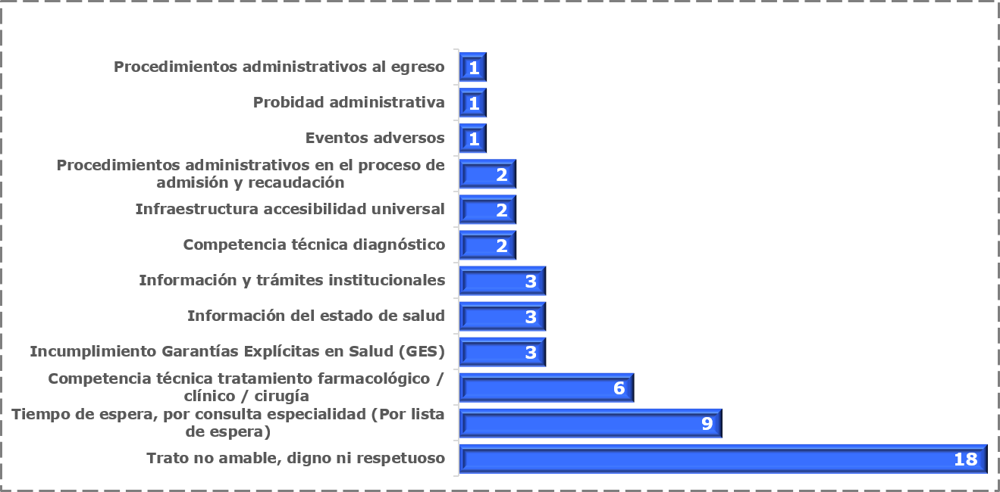 Procedimientos administrativos al egreso
1
Probidad administrativa
1
Eventos adversos
1
Procedimientos administrativos en el proceso de
admisión y recaudación
2
Infraestructura accesibilidad universal
2
Competencia técnica diagnóstico
2
Información y trámites institucionales
3
Información del estado de salud
3
Incumplimiento Garantías Explícitas en Salud (GES)
3
Competencia técnica tratamiento farmacológico /
clínico / cirugía
6
Tiempo de espera, por consulta especialidad (Por lista
de espera)
9
Trato no amable, digno ni respetuoso
18